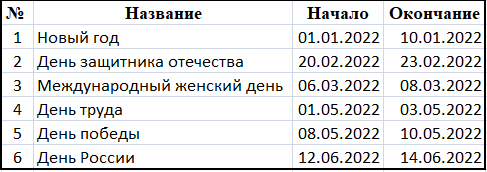 № Название Начало Окончание
1 Новый год 01.01.2022 10.01.2022
2 День защитника отечества 20.02.2022 23.02.2022
3 Международный женский день 06.03.2022 08.03.2022
4 День труда 01.05.2022 03.05.2022
5 День победы 08.05.2022 10.05.2022
6 День России 12.06.2022 14.06.2022